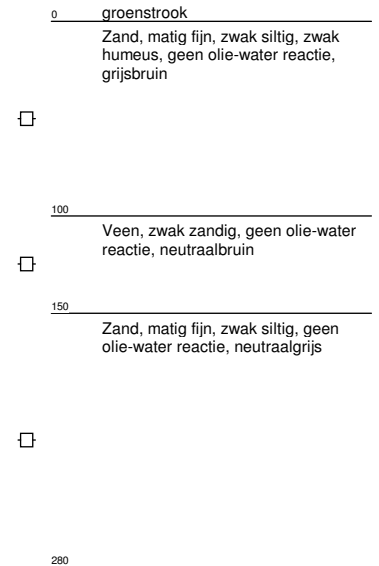 0 groenstrook
Zand, matig fijn, zwak siltig, zwak
humeus, geen olie-water reactie,
grijsbruin
100
Veen, zwak zandig, geen olie-water
reactie, neutraalbruin
150
Zand, matig fijn, zwak siltig, geen
olie-water reactie, neutraalgrijs
280